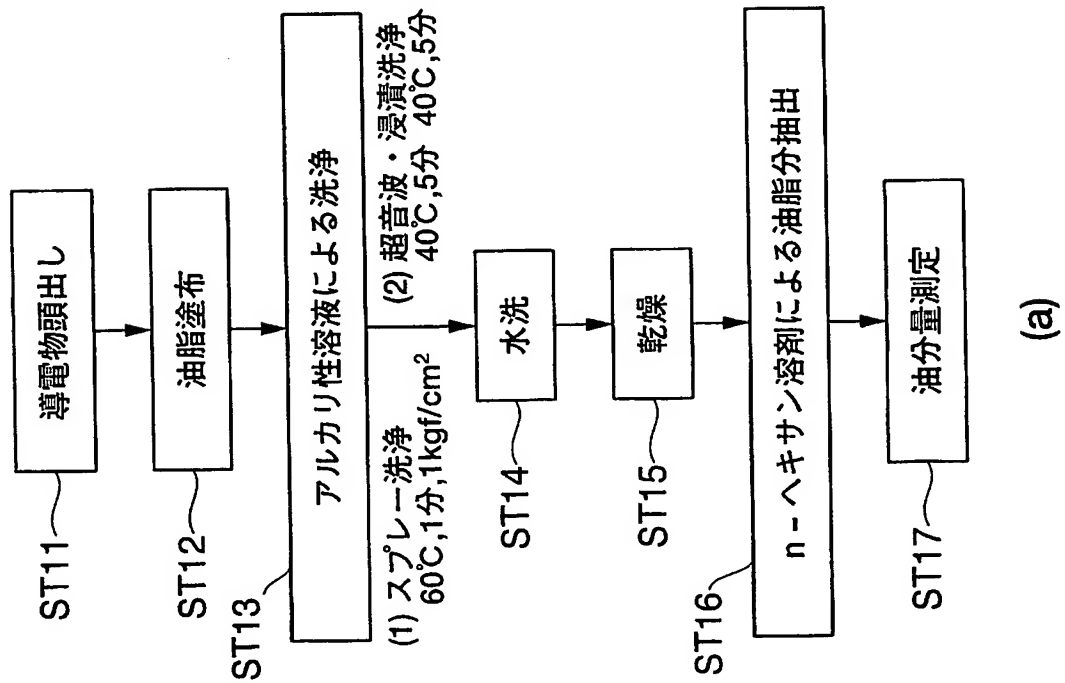 ST11
導電物頭出し
ST12
油脂塗布
ST13
アルカリ性溶液による洗浄
(1) スプレー洗浄
60℃,1分,1kgf/cm²
(2) 超音波・浸漬洗浄
40℃,5分 40℃,5分
ST14
水洗
ST15
乾燥
ST16
n-ヘキサン溶剤による油脂分抽出
ST17
油分量測定
(a)